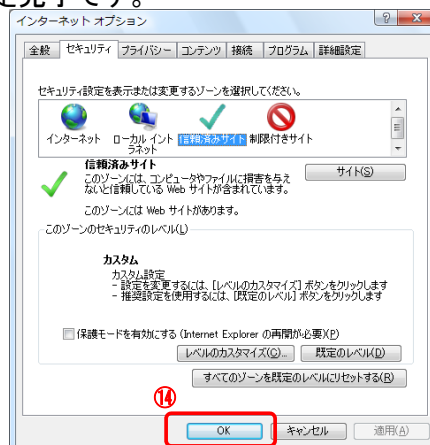 定完了です。
インターネット オプション
全般 セキュリティ プライバシー コンテンツ 接続 プログラム 詳細設定
セキュリティ設定を表示または変更するゾーンを選択してください。
インターネット ローカル イントラネット 信頼済みサイト 制限付きサイト
信頼済みサイト
このゾーンには、コンピュータやファイルに損害を与え
ないと信頼している Web サイトが含まれています。
サイト(S)
このゾーンには Web サイトがあります。
このゾーンのセキュリティのレベル(L)
カスタム
カスタム設定
- 設定を変更するには、[レベルのカスタマイズ] ボタンをクリックします
- 推奨設定を使用するには、[既定のレベル] ボタンをクリックします
保護モードを有効にする (Internet Explorer の再開が必要)(P)
レベルのカスタマイズ(C)... 既定のレベル(D)
すべてのゾーンを既定のレベルにリセットする(R)
⑭
OK キャンセル 適用(A)